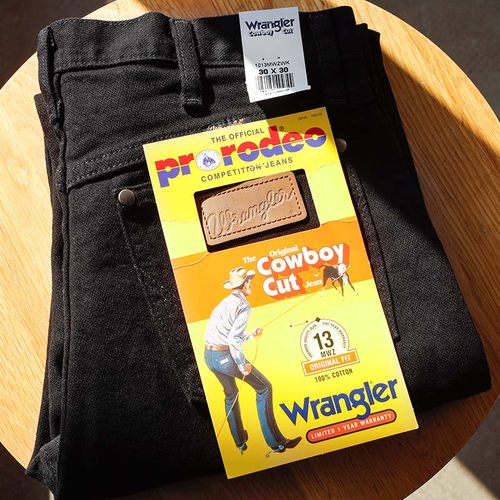 Wrangler
Cowboy Cut
1013MWZWK
30 X 30
THE OFFICIAL
prorodeo®
COMPETITION JEANS
Wrangler
The Original
Cowboy
Cut
Jean
13
MWZ
ORIGINAL FIT
100% COTTON
Wrangler
LIMITED 1 YEAR WARRANTY